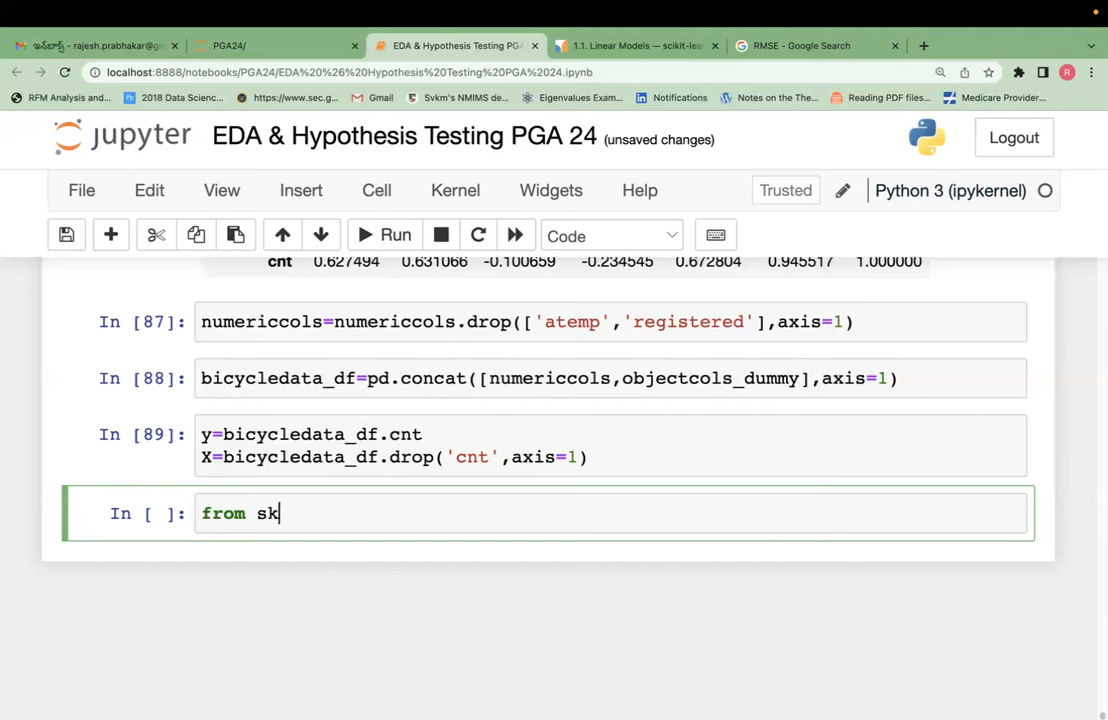 ఇన్‌బాక్స్ - rajesh.prabhakar@g
PGA24/
EDA & Hypothesis Testing PGA
1.1. Linear Models — scikit-lear
RMSE - Google Search
localhost:8888/notebooks/PGA24/EDA%20%26%20Hypothesis%20Testing%20PGA%2024.ipynb
R
RFM Analysis and...
2018 Data Scienc...
https://www.sec.g...
Gmail
Svkm's NMIMS de...
Eigenvalues Exam...
Notifications
Notes on the The...
Reading PDF files...
Medicare Provider...
jupyter EDA & Hypothesis Testing PGA 24 (unsaved changes)
Logout
File Edit View Insert Cell Kernel Widgets Help
Trusted
Python 3 (ipykernel)
Run
Code
cnt 0.627494 0.631066 -0.100659 -0.234545 0.672804 0.945517 1.000000
In [87]: numericcols=numericcols.drop(['atemp','registered'],axis=1)
In [88]: bicycledata_df=pd.concat([numericcols,objectcols_dummy],axis=1)
In [89]: y=bicycledata_df.cnt
X=bicycledata_df.drop('cnt',axis=1)
In [ ]: from sk